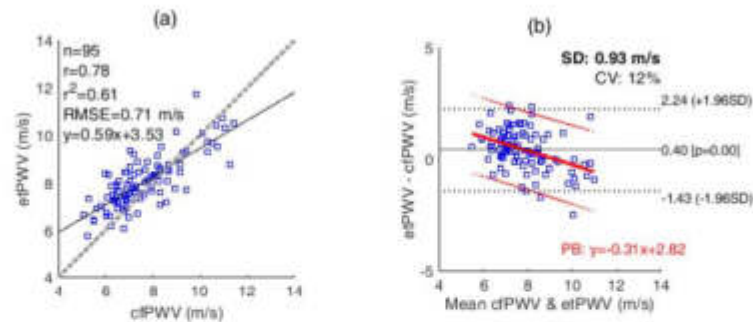 (a)
14
12
10
8
6
4
etPWV (m/s)
n=95
r=0.78
r²=0.61
RMSE=0.71 m/s
y=0.59x+3.53
4 6 8 10 12 14
cfPWV (m/s)
(b)
5
0
-5
etPWV - cfPWV (m/s)
SD: 0.93 m/s
CV: 12%
2.24 (+1.96SD)
0.40 [p=0.00]
-1.43 (-1.96SD)
PB: y=-0.31x+2.82
4 6 8 10 12 14
Mean cfPWV & etPWV (m/s)